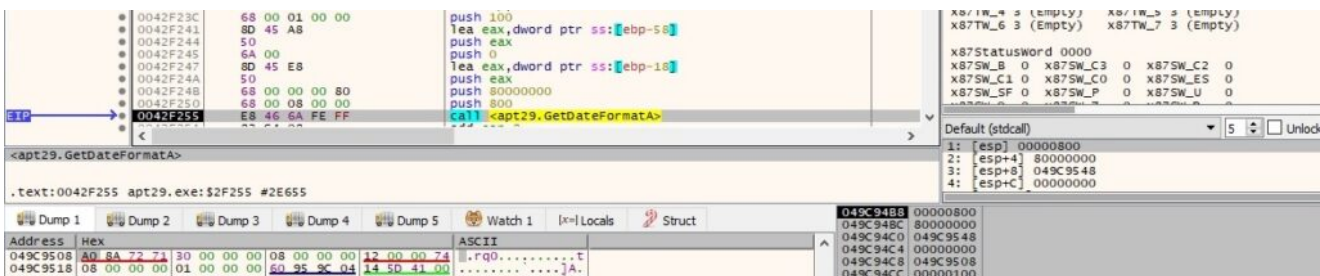 0042F23C 68 00 01 00 00 push 100
0042F241 8D 45 A8 lea eax,dword ptr ss:[ebp-58]
0042F244 50 push eax
0042F245 6A 00 push 0
0042F247 8D 45 E8 lea eax,dword ptr ss:[ebp-18]
0042F24A 50 push eax
0042F24B 68 00 00 00 80 push 80000000
0042F250 68 00 08 00 00 push 800
EIP 0042F255 E8 46 6A FE FF call <apt29.GetDateFormatA>
x87TW_4 3 (Empty) x87TW_5 3 (Empty)
x87TW_6 3 (Empty) x87TW_7 3 (Empty)
x87StatusWord 0000
x87SW_B 0 x87SW_C3 0 x87SW_C2 0
x87SW_C1 0 x87SW_C0 0 x87SW_ES 0
x87SW_SF 0 x87SW_P 0 x87SW_U 0
Default (stdcall) 5 Unlock
1: [esp] 00000800
2: [esp+4] 80000000
3: [esp+8] 049C9548
4: [esp+C] 00000000
<apt29.GetDateFormatA>
.text:0042F255 apt29.exe:$2F255 #2E655
Dump 1 Dump 2 Dump 3 Dump 4 Dump 5 Watch 1 [x=] Locals Struct
Address Hex ASCII
049C9508 A0 8A 72 71 30 00 00 00 08 00 00 00 12 00 00 74 .rq0..........t
049C9518 08 00 00 00 01 00 00 00 60 95 9C 04 14 5D 41 00 ........`....]A.
049C94B8 00000800
049C94BC 80000000
049C94C0 049C9548
049C94C4 00000000
049C94C8 049C9508
049C94CC 00000100